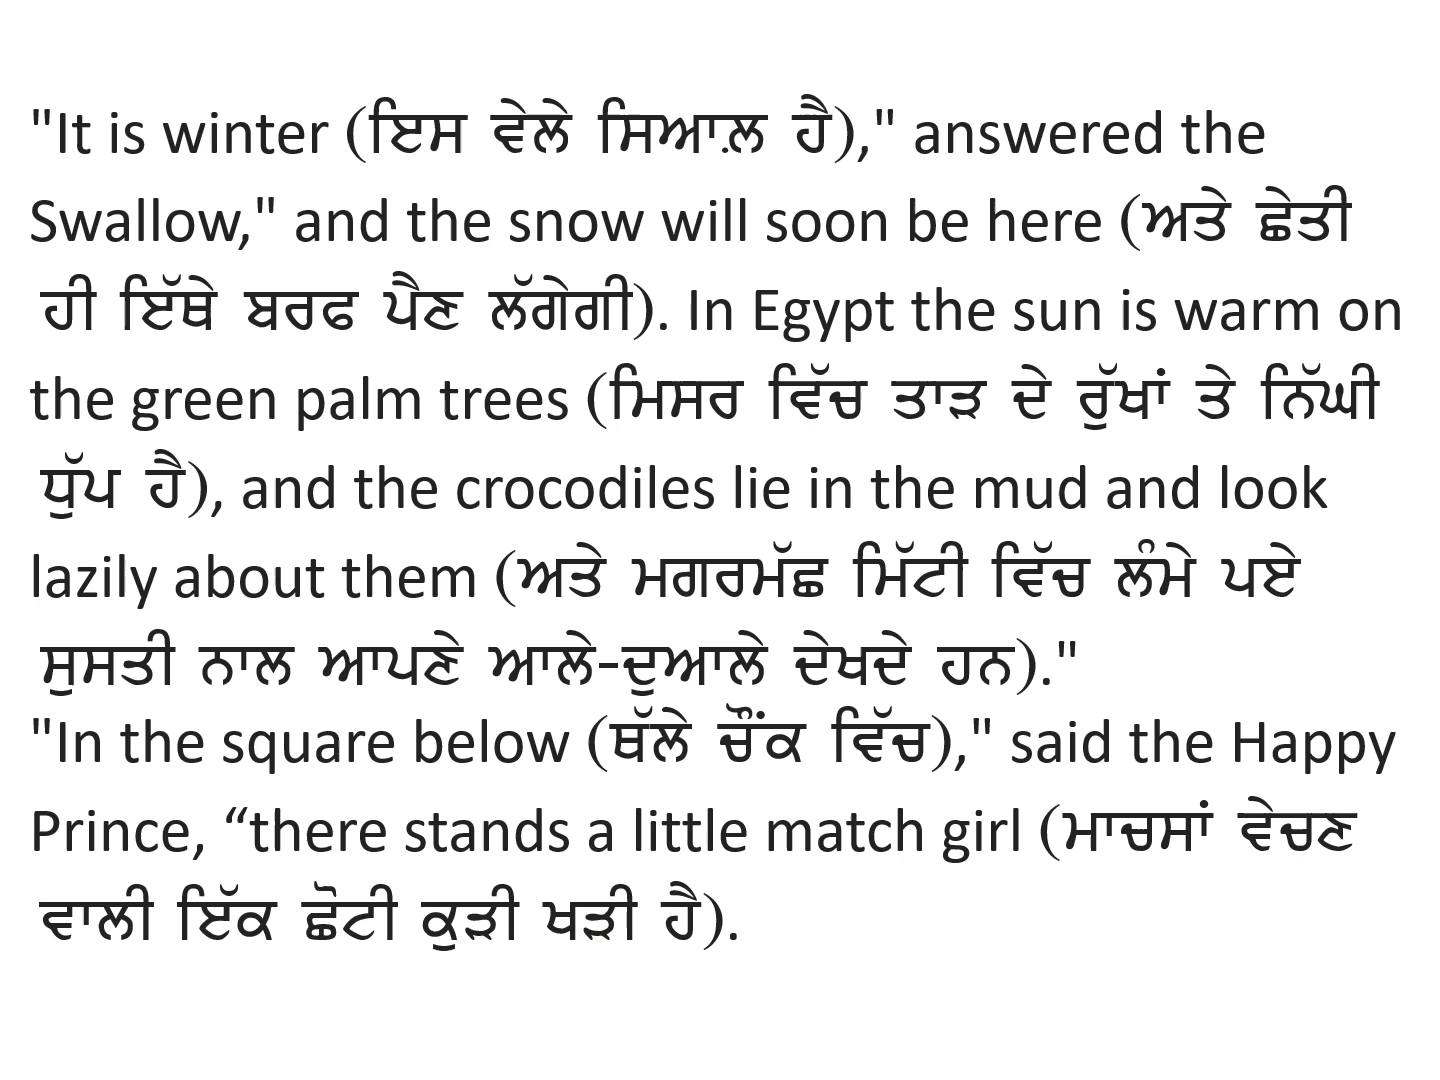 "It is winter (ਇਸ ਵੇਲੇ ਸਿਆਲ਼ ਹੈ)," answered the
Swallow," and the snow will soon be here (ਅਤੇ ਛੇਤੀ
ਹੀ ਇੱਥੇ ਬਰਫ ਪੈਣ ਲੱਗੇਗੀ). In Egypt the sun is warm on
the green palm trees (ਮਿਸਰ ਵਿੱਚ ਤਾੜ ਦੇ ਰੁੱਖਾਂ ਤੇ ਨਿੱਘੀ
ਧੁੱਪ ਹੈ), and the crocodiles lie in the mud and look
lazily about them (ਅਤੇ ਮਗਰਮੱਛ ਮਿੱਟੀ ਵਿੱਚ ਲੰਮੇ ਪਏ
ਸੁਸਤੀ ਨਾਲ ਆਪਣੇ ਆਲੇ-ਦੁਆਲੇ ਦੇਖਦੇ ਹਨ)."
"In the square below (ਥੱਲੇ ਚੌਂਕ ਵਿੱਚ)," said the Happy
Prince, “there stands a little match girl (ਮਾਚਸਾਂ ਵੇਚਣ
ਵਾਲੀ ਇੱਕ ਛੋਟੀ ਕੁੜੀ ਖੜੀ ਹੈ).